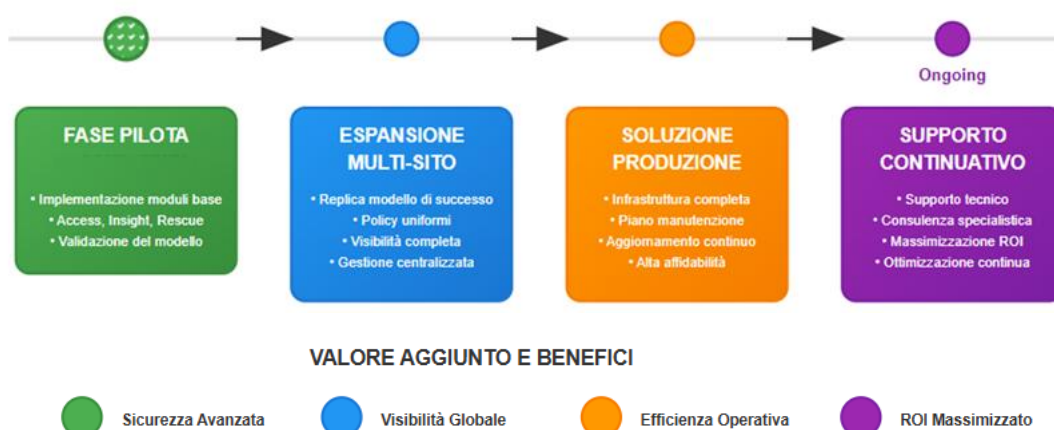 Ongoing
FASE PILOTA
• Implementazione moduli base
• Access, Insight, Rescue
• Validazione del modello
ESPANSIONE
MULTI-SITO
• Replica modello di successo
• Policy uniformi
• Visibilità completa
• Gestione centralizzata
SOLUZIONE
PRODUZIONE
• Infrastruttura completa
• Piano manutenzione
• Aggiornamento continuo
• Alta affidabilità
SUPPORTO
CONTINUATIVO
• Supporto tecnico
• Consulenza specialistica
• Massimizzazione ROI
• Ottimizzazione continua
VALORE AGGIUNTO E BENEFICI
Sicurezza Avanzata
Visibilità Globale
Efficienza Operativa
ROI Massimizzato